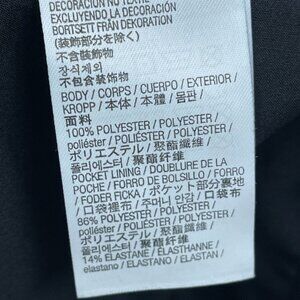 DÉCORATION NO TEXTIL
EXCLUYENDO LA DECORACIÓN
BORTSETT FRÅN DEKORATION
(装飾部分を除く)
不含裝飾物
장식제외
不包含装饰物
BODY / CORPS / CUERPO / EXTERIOR /
KROPP / 本体 / 本體 / 몸판 /
面料
100% POLYESTER / POLYESTER /
poliéster / POLIÉSTER / POLYESTER /
ポリエステル / 聚酯纖維 /
폴리에스터 / 聚酯纤维
POCKET LINING / DOUBLURE DE LA
POCHE / FORRO DE BOLSILLO / FORRO
/ FODER FICKA / ポケット部分裏地
/ 口袋裡布 / 주머니 안감 / 口袋布
86% POLYESTER / POLYESTER /
poliéster / POLIÉSTER / POLYESTER
/ ポリエステル / 聚酯纖維 /
폴리에스터 / 聚酯纤维
14% ELASTANE / ÉLASTHANNE /
elastano / ELASTANO / ELASTAN /